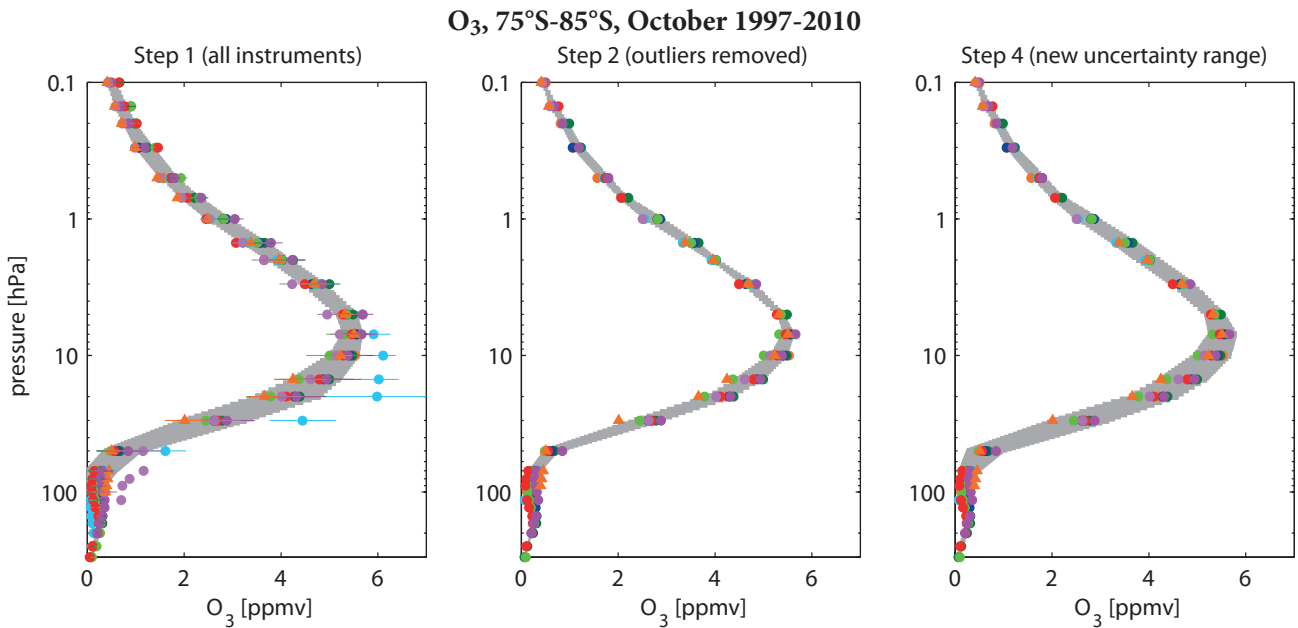 O3, 75°S-85°S, October 1997-2010
Step 1 (all instruments)
Step 2 (outliers removed)
Step 4 (new uncertainty range)
pressure [hPa]
0.1
1
10
100
0 2 4 6
O3 [ppmv]
0.1
1
10
100
0 2 4 6
O3 [ppmv]
0.1
1
10
100
0 2 4 6
O3 [ppmv]